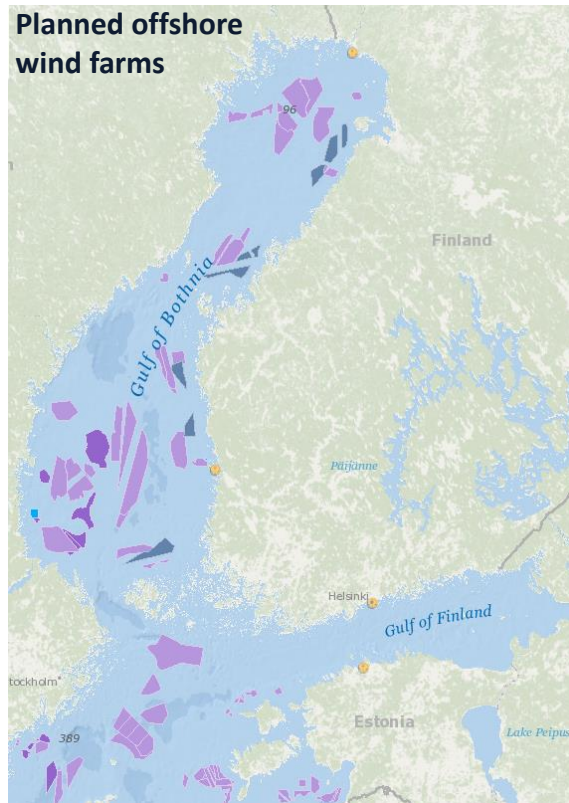 Planned offshore
wind farms
96
Finland
Gulf of Bothnia
Päijänne
Helsinki
Gulf of Finland
tockholm
Estonia
389
Lake Peipus